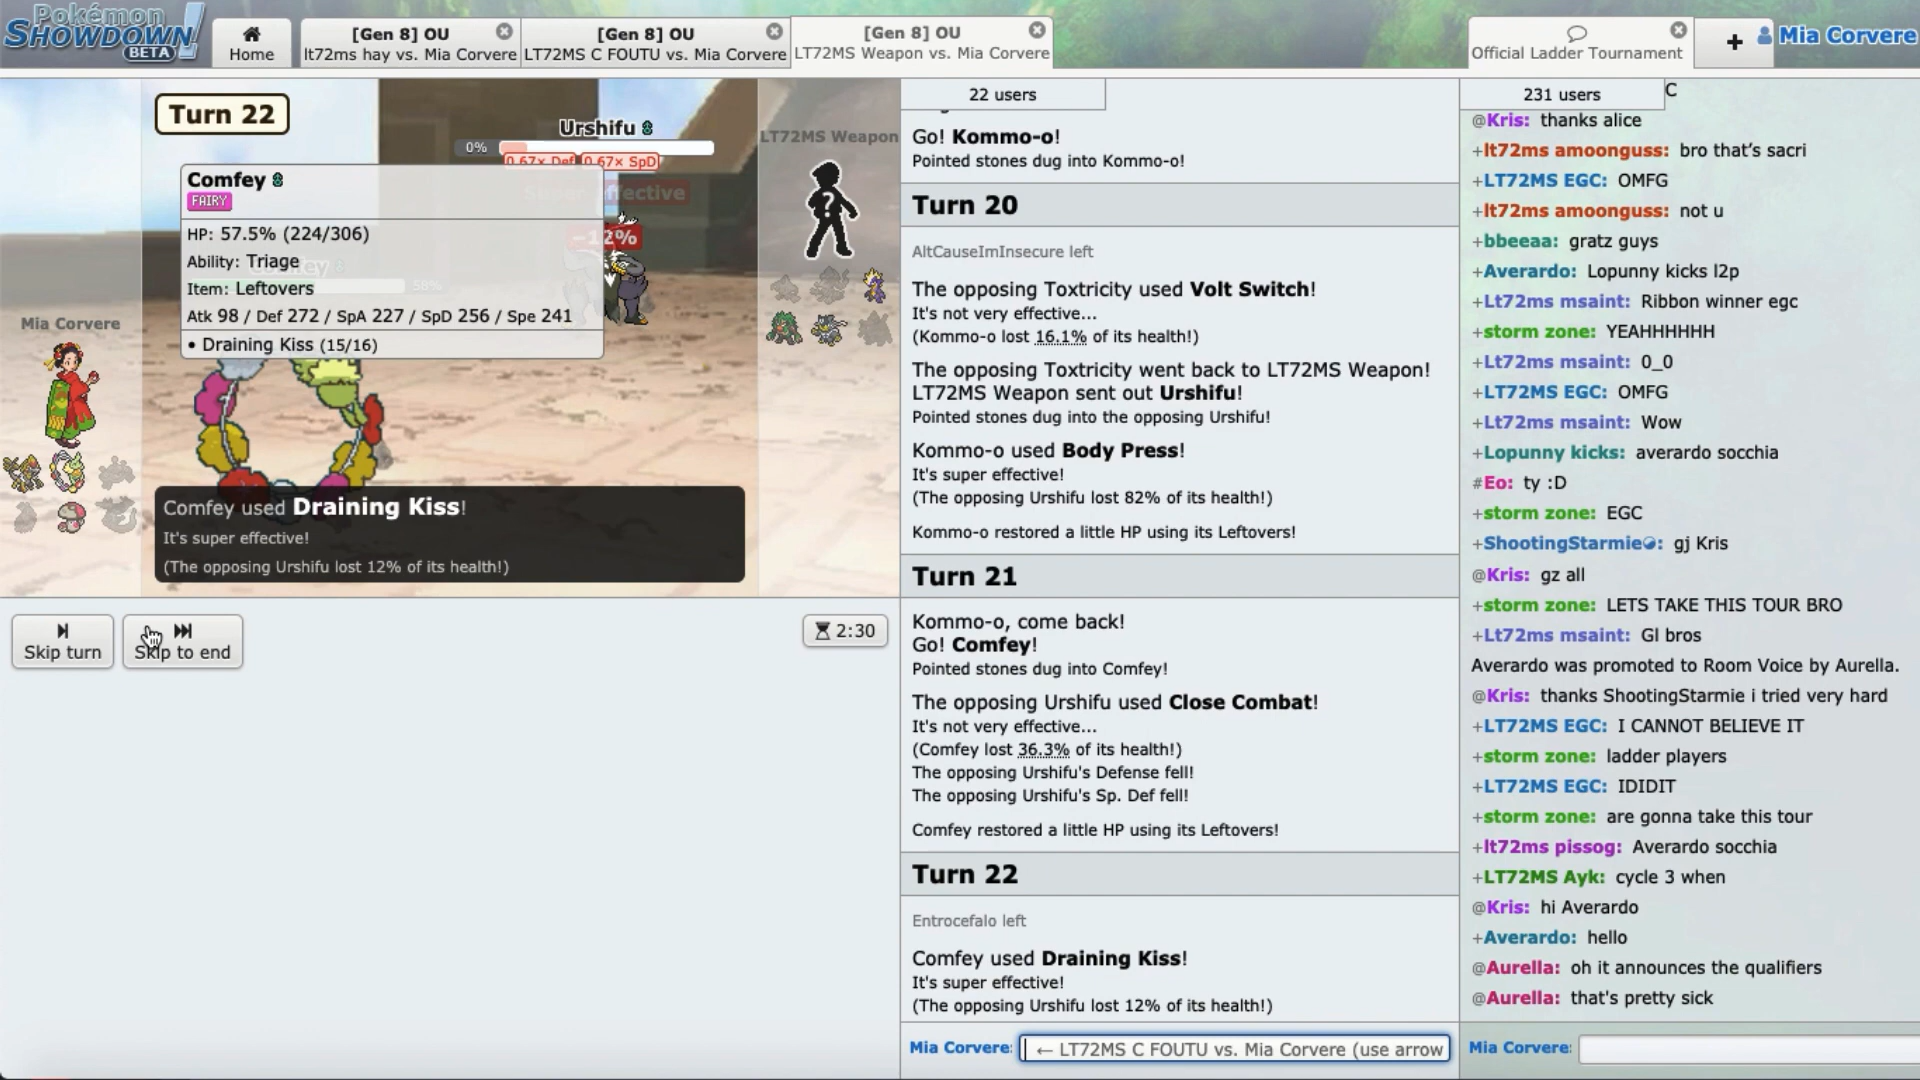 Pokémon
SHOWDOWN!
BETA
Home
[Gen 8] OU
lt72ms hay vs. Mia Corvere
[Gen 8] OU
LT72MS C FOUTU vs. Mia Corvere
[Gen 8] OU
LT72MS Weapon vs. Mia Corvere
Official Ladder Tournament
+
Mia Corvere
Turn 22
Urshifu
0%
0.67× Def 0.67× SpD
-12%
LT72MS Weapon
Comfey
FAIRY
HP: 57.5% (224/306)
Ability: Triage
Item: Leftovers
Atk 98 / Def 272 / SpA 227 / SpD 256 / Spe 241
• Draining Kiss (15/16)
Mia Corvere
Comfey used Draining Kiss!
It's super effective!
(The opposing Urshifu lost 12% of its health!)
Skip turn
Skip to end
2:30
22 users
Go! Kommo-o!
Pointed stones dug into Kommo-o!
Turn 20
AltCauseImInsecure left
The opposing Toxtricity used Volt Switch!
It's not very effective...
(Kommo-o lost 16.1% of its health!)
The opposing Toxtricity went back to LT72MS Weapon!
LT72MS Weapon sent out Urshifu!
Pointed stones dug into the opposing Urshifu!
Kommo-o used Body Press!
It's super effective!
(The opposing Urshifu lost 82% of its health!)
Kommo-o restored a little HP using its Leftovers!
Turn 21
Kommo-o, come back!
Go! Comfey!
Pointed stones dug into Comfey!
The opposing Urshifu used Close Combat!
It's not very effective...
(Comfey lost 36.3% of its health!)
The opposing Urshifu's Defense fell!
The opposing Urshifu's Sp. Def fell!
Comfey restored a little HP using its Leftovers!
Turn 22
Entrocefalo left
Comfey used Draining Kiss!
It's super effective!
(The opposing Urshifu lost 12% of its health!)
Mia Corvere: ← LT72MS C FOUTU vs. Mia Corvere (use arrow
231 users
C
@Kris: thanks alice
+lt72ms amoonguss: bro that's sacri
+LT72MS EGC: OMFG
+lt72ms amoonguss: not u
+bbeeaa: gratz guys
+Averardo: Lopunny kicks l2p
+Lt72ms msaint: Ribbon winner egc
+storm zone: YEAHHHHHH
+Lt72ms msaint: 0_0
+LT72MS EGC: OMFG
+Lt72ms msaint: Wow
+Lopunny kicks: averardo socchia
#Eo: ty :D
+storm zone: EGC
+ShootingStarmie: gj Kris
@Kris: gz all
+storm zone: LETS TAKE THIS TOUR BRO
+Lt72ms msaint: Gl bros
Averardo was promoted to Room Voice by Aurella.
@Kris: thanks ShootingStarmie i tried very hard
+LT72MS EGC: I CANNOT BELIEVE IT
+storm zone: ladder players
+LT72MS EGC: IDIDIT
+storm zone: are gonna take this tour
+lt72ms pissog: Averardo socchia
+LT72MS Ayk: cycle 3 when
@Kris: hi Averardo
+Averardo: hello
@Aurella: oh it announces the qualifiers
@Aurella: that's pretty sick
Mia Corvere: